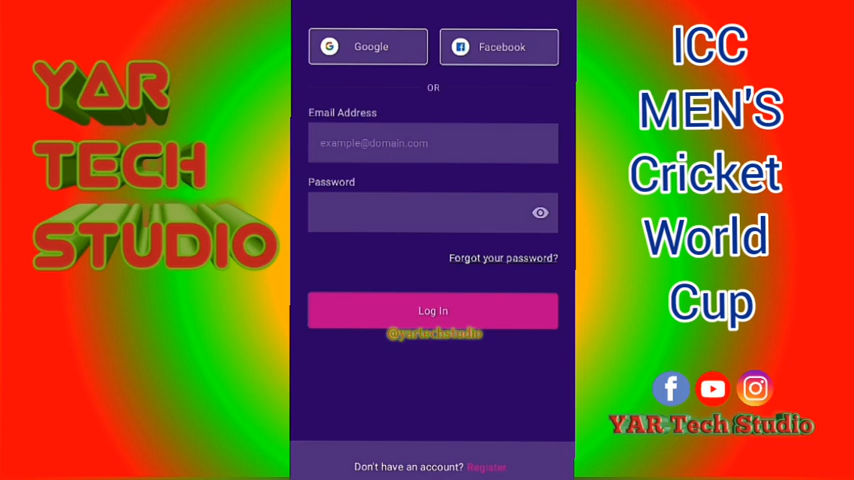 YAR
TECH
STUDIO
Google
Facebook
OR
Email Address
example@domain.com
Password
Forgot your password?
Log In
@yartechstudio
Don't have an account? Register
ICC
MEN'S
Cricket
World
Cup
YAR Tech Studio